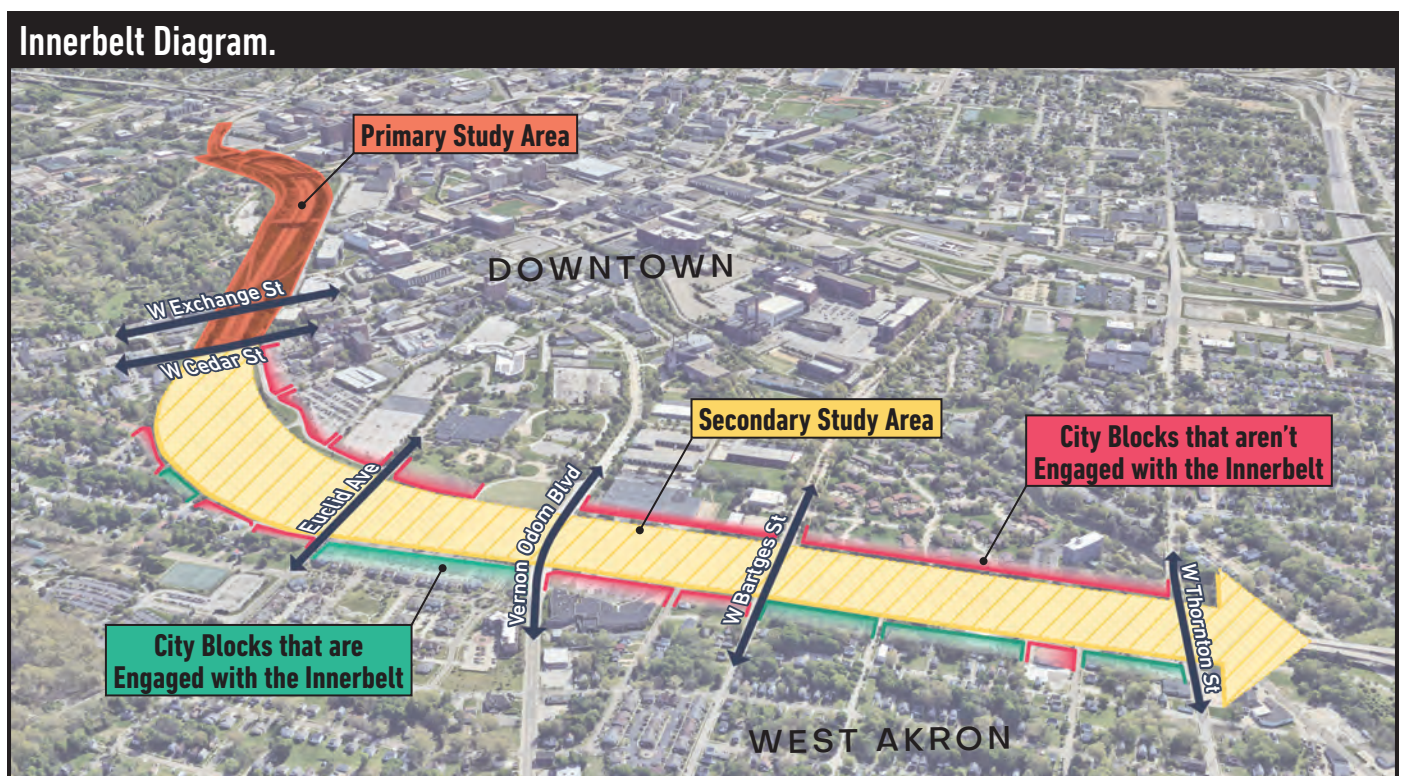 Innerbelt Diagram.
Primary Study Area
DOWNTOWN
W Exchange St
W Cedar St
Secondary Study Area
City Blocks that aren't
Engaged with the Innerbelt
Euclid Ave
Vernon Odom Blvd
W Bartges St
W Thornton St
City Blocks that are
Engaged with the Innerbelt
WEST AKRON